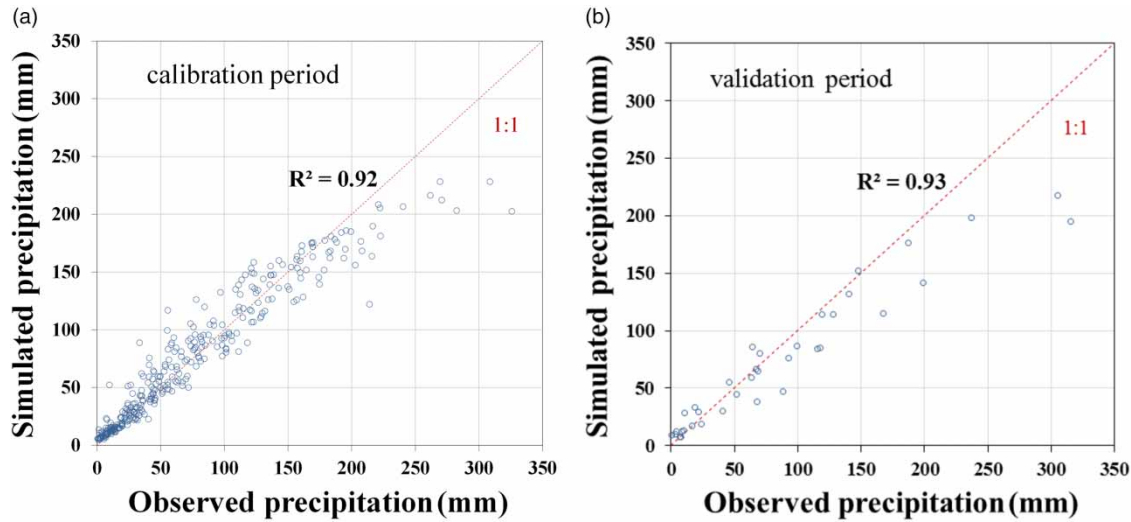 (a)
Simulated precipitation (mm)
350
300
250
200
150
100
50
0
calibration period
1:1
R² = 0.92
0 50 100 150 200 250 300 350
Observed precipitation (mm)
(b)
Simulated precipitation (mm)
350
300
250
200
150
100
50
0
validation period
1:1
R² = 0.93
0 50 100 150 200 250 300 350
Observed precipitation (mm)